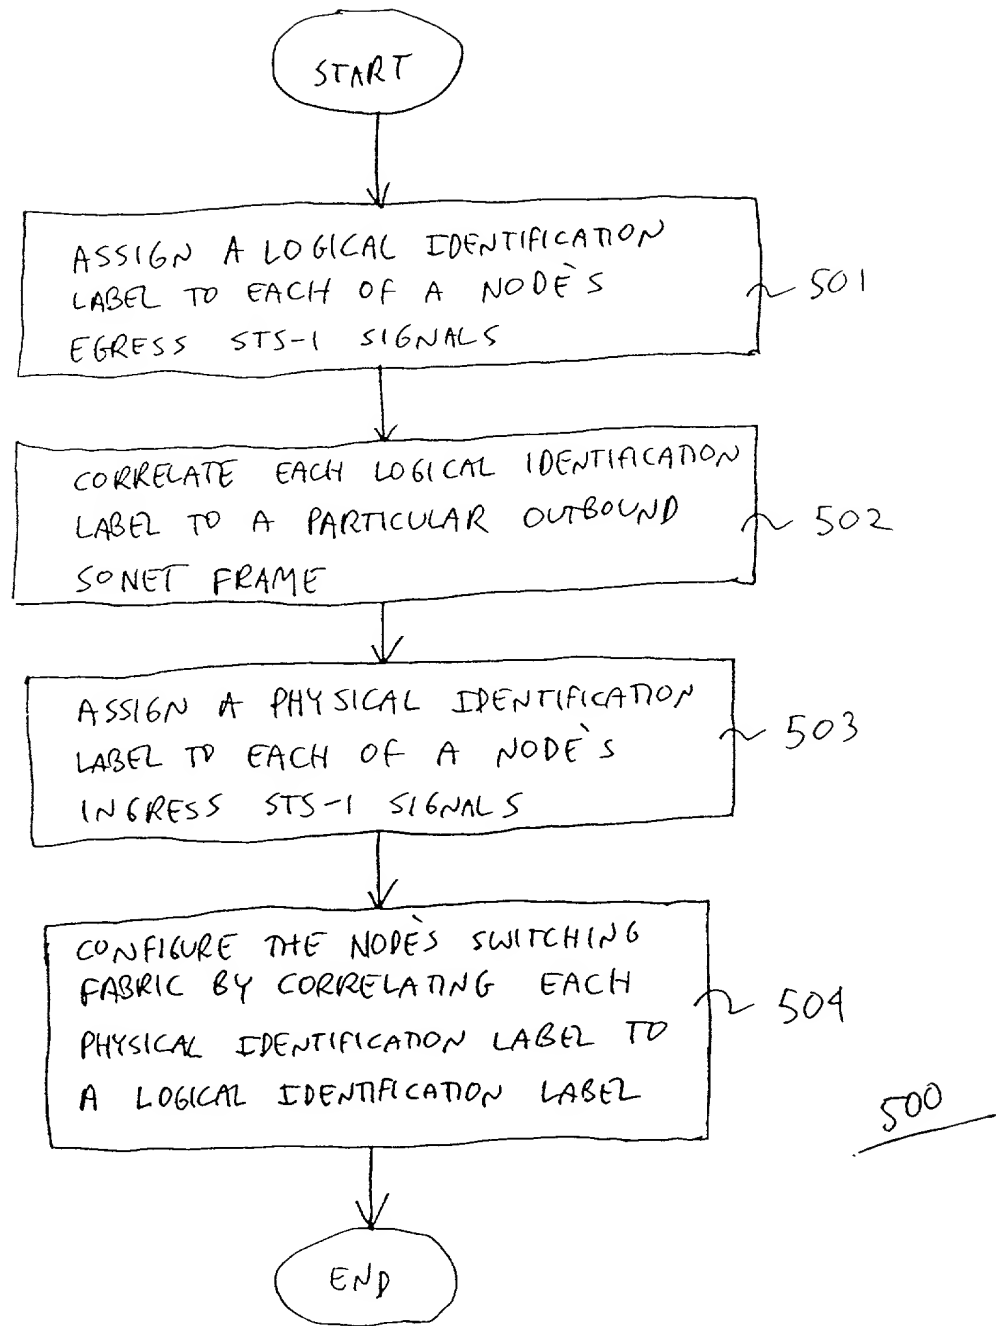 START
ASSIGN A LOGICAL IDENTIFICATION
LABEL TO EACH OF A NODE'S
EGRESS STS-1 SIGNALS
501
CORRELATE EACH LOGICAL IDENTIFICATION
LABEL TO A PARTICULAR OUTBOUND
SONET FRAME
502
ASSIGN A PHYSICAL IDENTIFICATION
LABEL TO EACH OF A NODE'S
INGRESS STS-1 SIGNALS
503
CONFIGURE THE NODE'S SWITCHING
FABRIC BY CORRELATING EACH
PHYSICAL IDENTIFICATION LABEL TO
A LOGICAL IDENTIFICATION LABEL
504
500
END